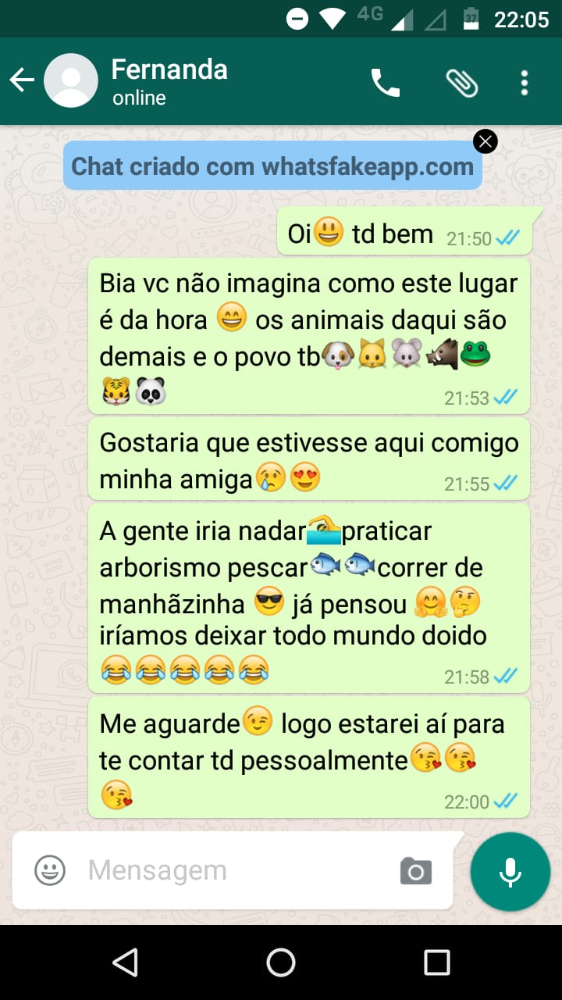 4G 37 22:05
Fernanda
online
Chat criado com whatsfakeapp.com
Oi😃 td bem 21:50
Bia vc não imagina como este lugar
é da hora 😄 os animais daqui são
demais e o povo tb🐶🐱🐭🐗🐸
🐯🐼 21:53
Gostaria que estivesse aqui comigo
minha amiga😢😍 21:55
A gente iria nadar🏊praticar
arborismo pescar🐟🐟correr de
manhãzinha 😎 já pensou 🤗🤔
iríamos deixar todo mundo doido
😂😂😂😂😂 21:58
Me aguarde😉 logo estarei aí para
te contar td pessoalmente😘😘
😘 22:00
Mensagem